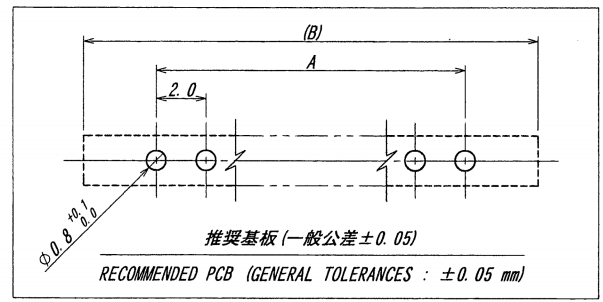 (B)
A
2.0
φ0.8 +0.1 0.0
推奨基板(一般公差±0.05)
RECOMMENDED PCB (GENERAL TOLERANCES : ±0.05 mm)